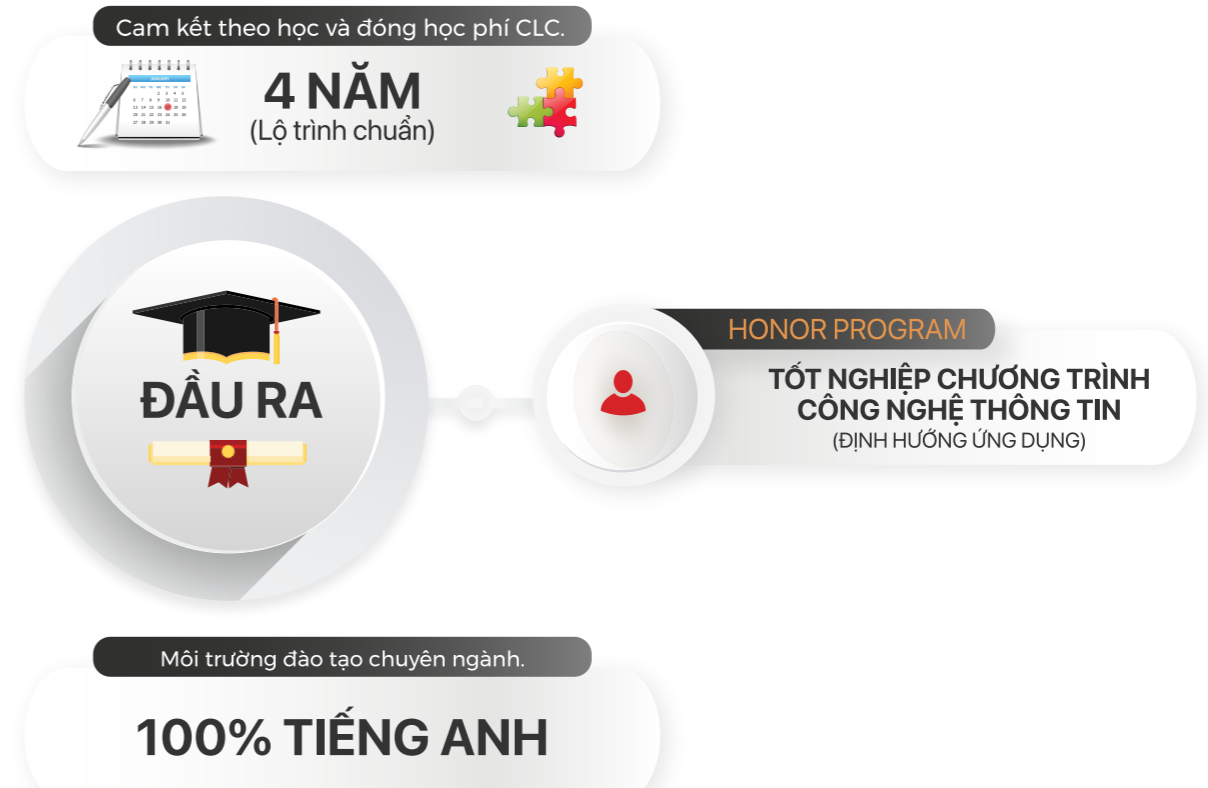 Cam kết theo học và đóng học phí CLC.
4 NĂM
(Lộ trình chuẩn)
ĐẦU RA
HONOR PROGRAM
TỐT NGHIỆP CHƯƠNG TRÌNH
CÔNG NGHỆ THÔNG TIN
(ĐỊNH HƯỚNG ỨNG DỤNG)
Môi trường đào tạo chuyên ngành.
100% TIẾNG ANH